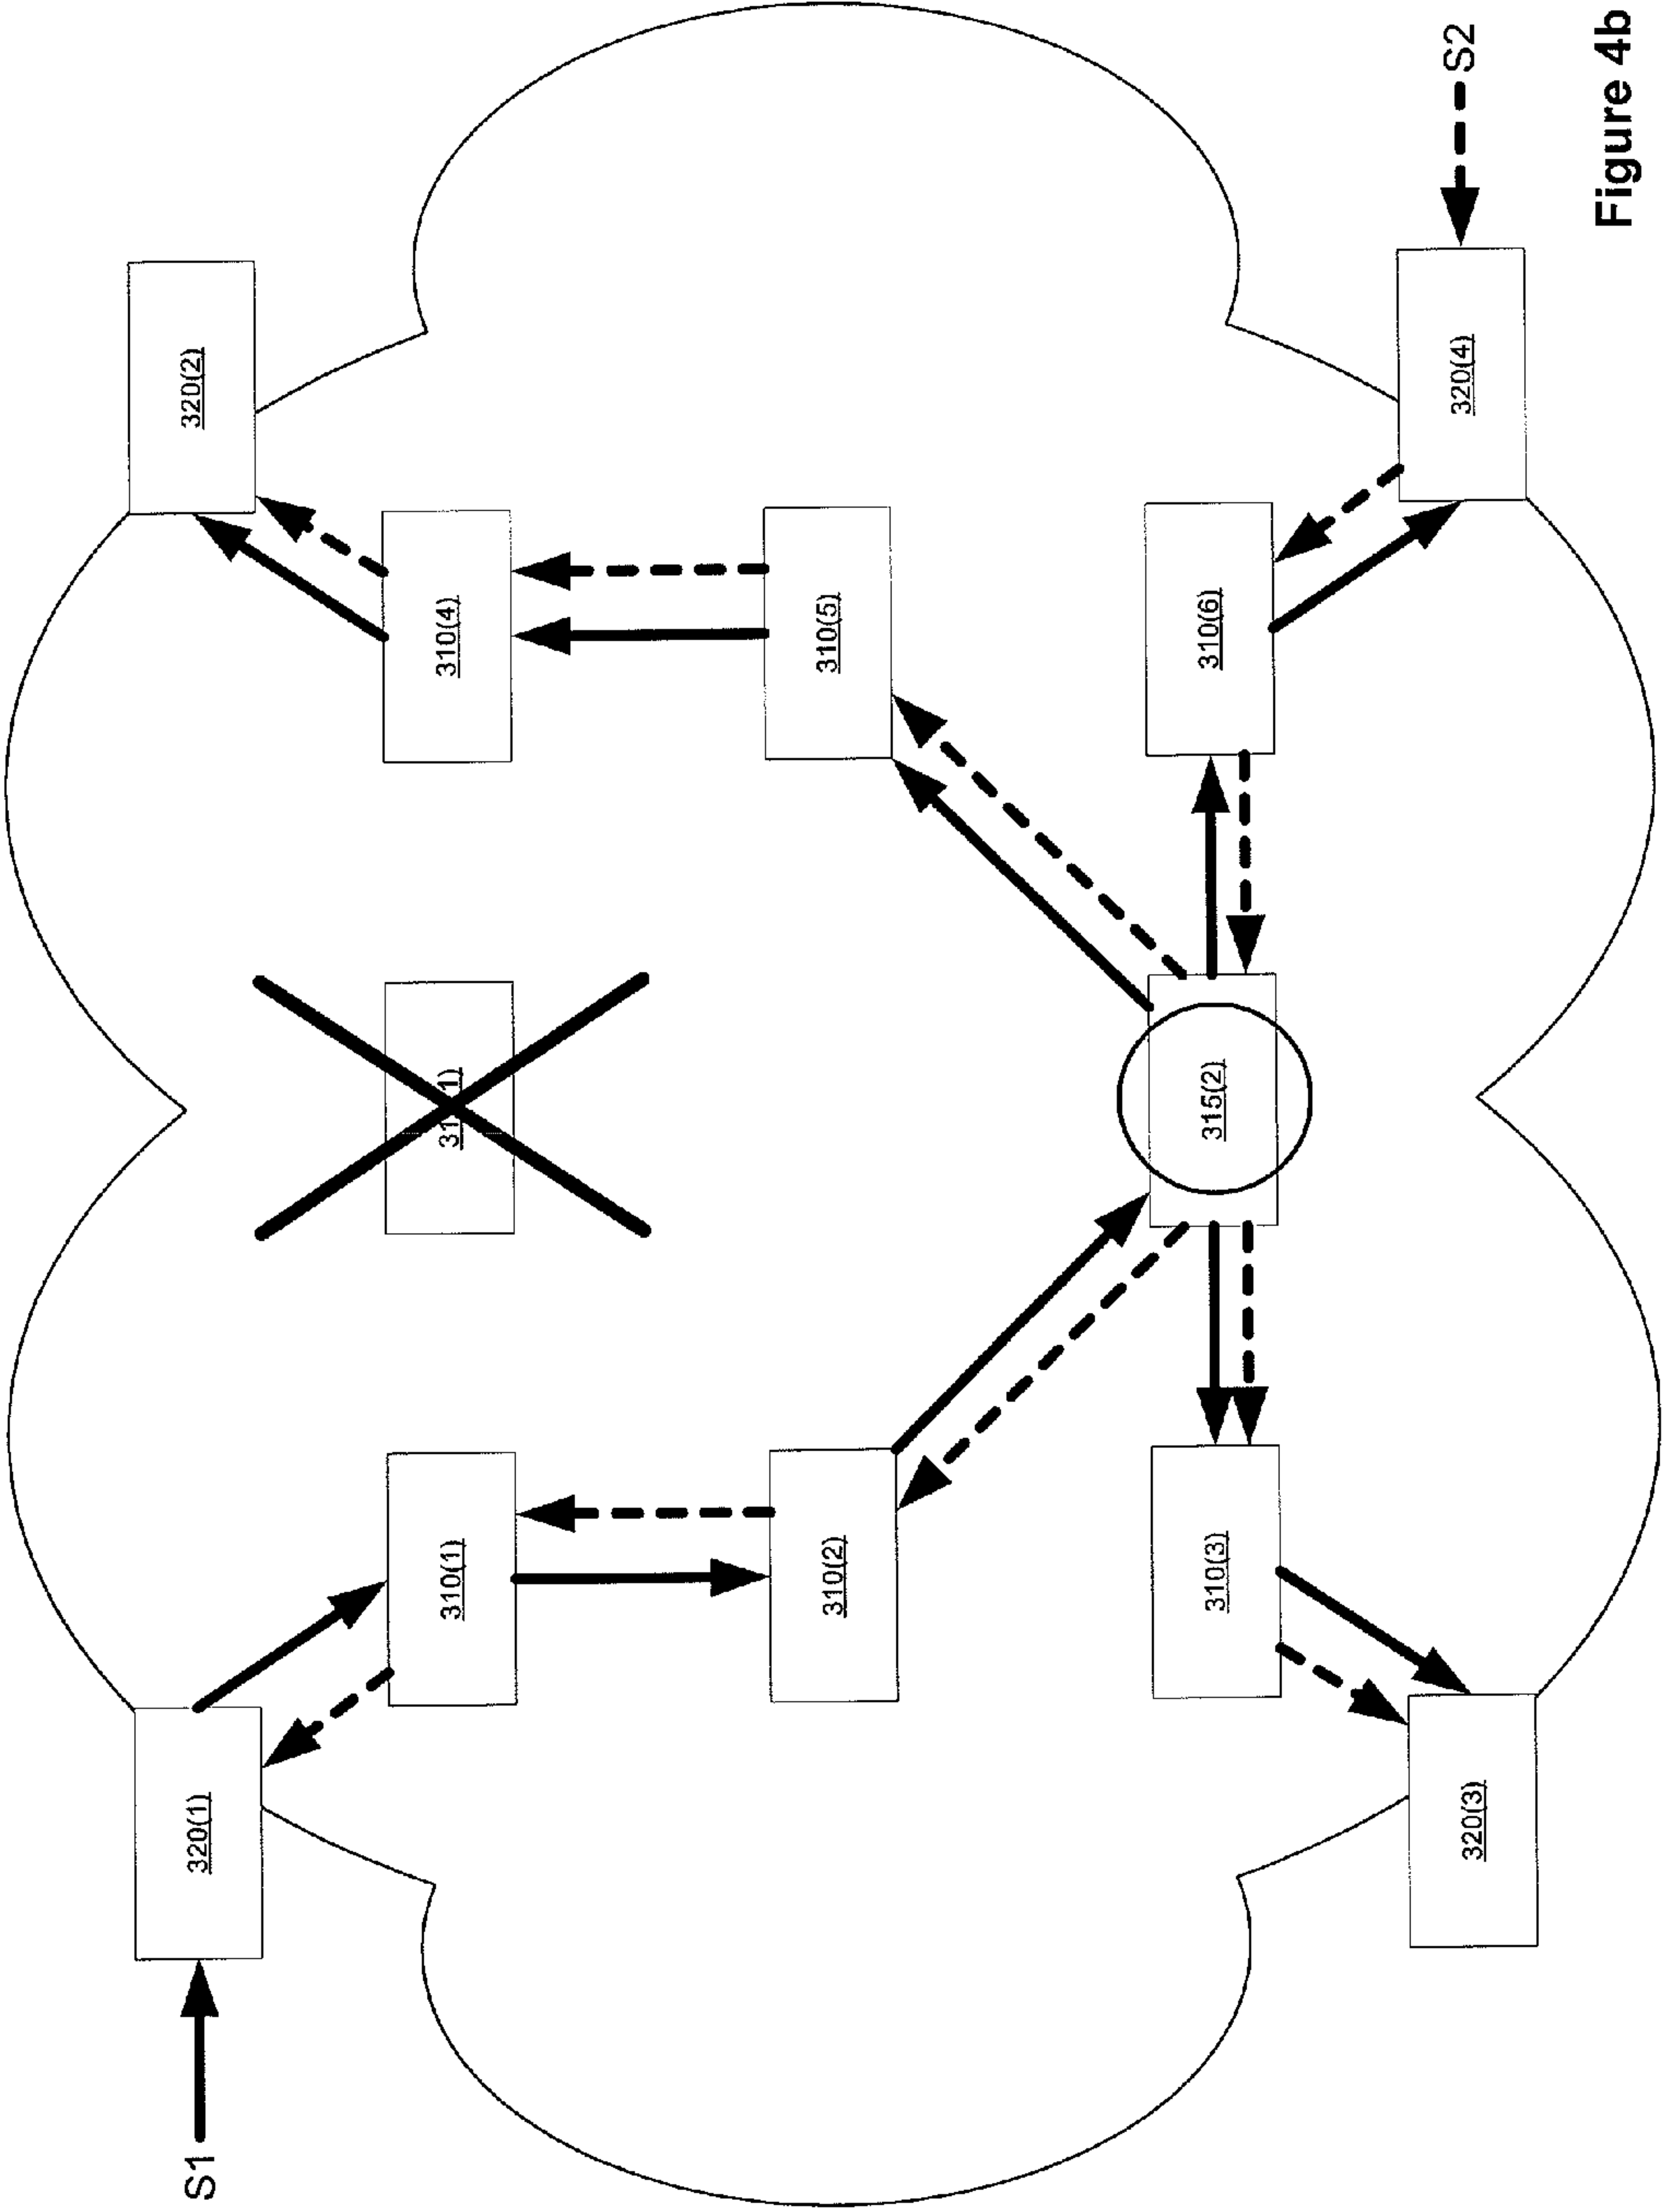 S1 320(1) 320(2)
310(1) 310(4)
310(2) 310(5)
310(3) 315(2) 310(6)
320(3) 320(4) S2
Figure 4b